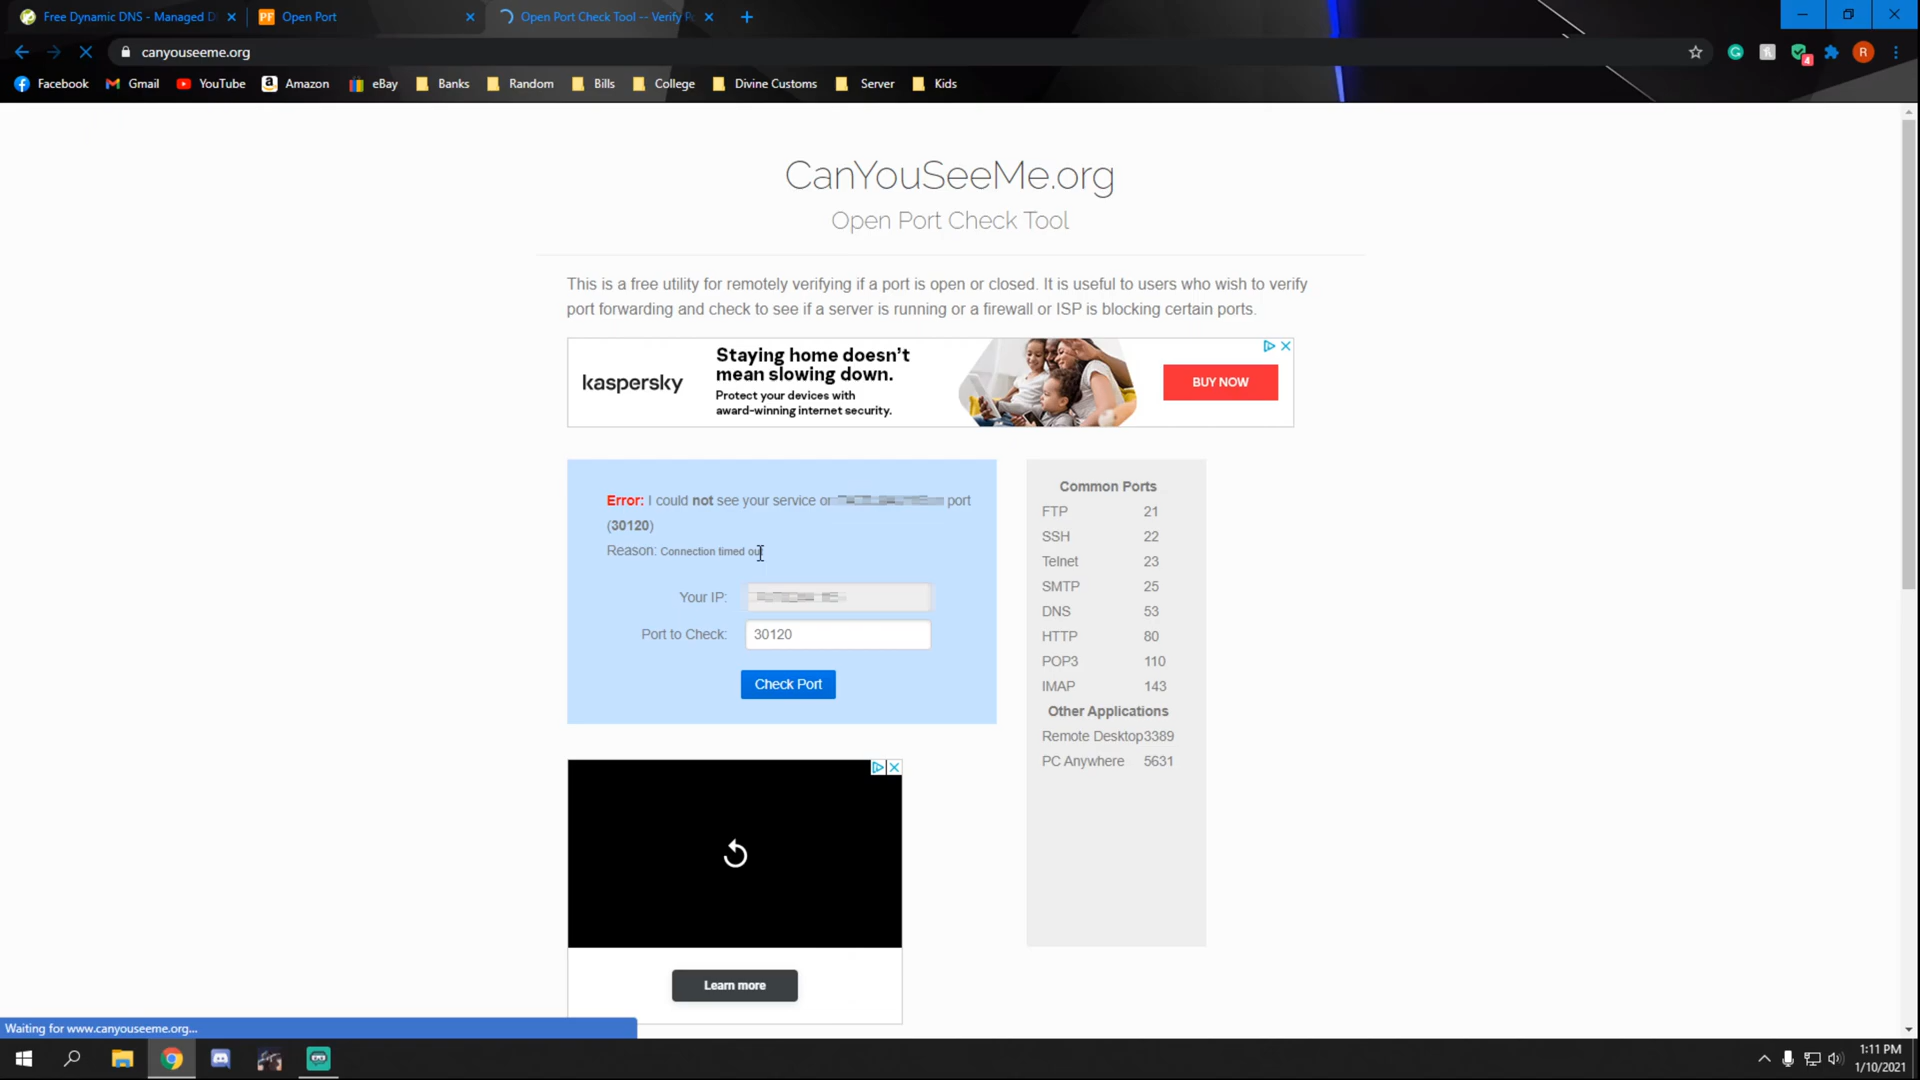 Free Dynamic DNS - Managed D
PF Open Port
Open Port Check Tool -- Verify P
canyouseeme.org
4
R
Facebook
Gmail
YouTube
Amazon
eBay
Banks
Random
Bills
College
Divine Customs
Server
Kids
CanYouSeeMe.org
Open Port Check Tool
This is a free utility for remotely verifying if a port is open or closed. It is useful to users who wish to verify
port forwarding and check to see if a server is running or a firewall or ISP is blocking certain ports.
kaspersky
Staying home doesn't
mean slowing down.
Protect your devices with
award-winning internet security.
BUY NOW
Error: I could not see your service on port
(30120)
Reason: Connection timed out
Your IP:
Port to Check: 30120
Check Port
Common Ports
FTP 21
SSH 22
Telnet 23
SMTP 25
DNS 53
HTTP 80
POP3 110
IMAP 143
Other Applications
Remote Desktop 3389
PC Anywhere 5631
Learn more
Waiting for www.canyouseeme.org...
1:11 PM
1/10/2021